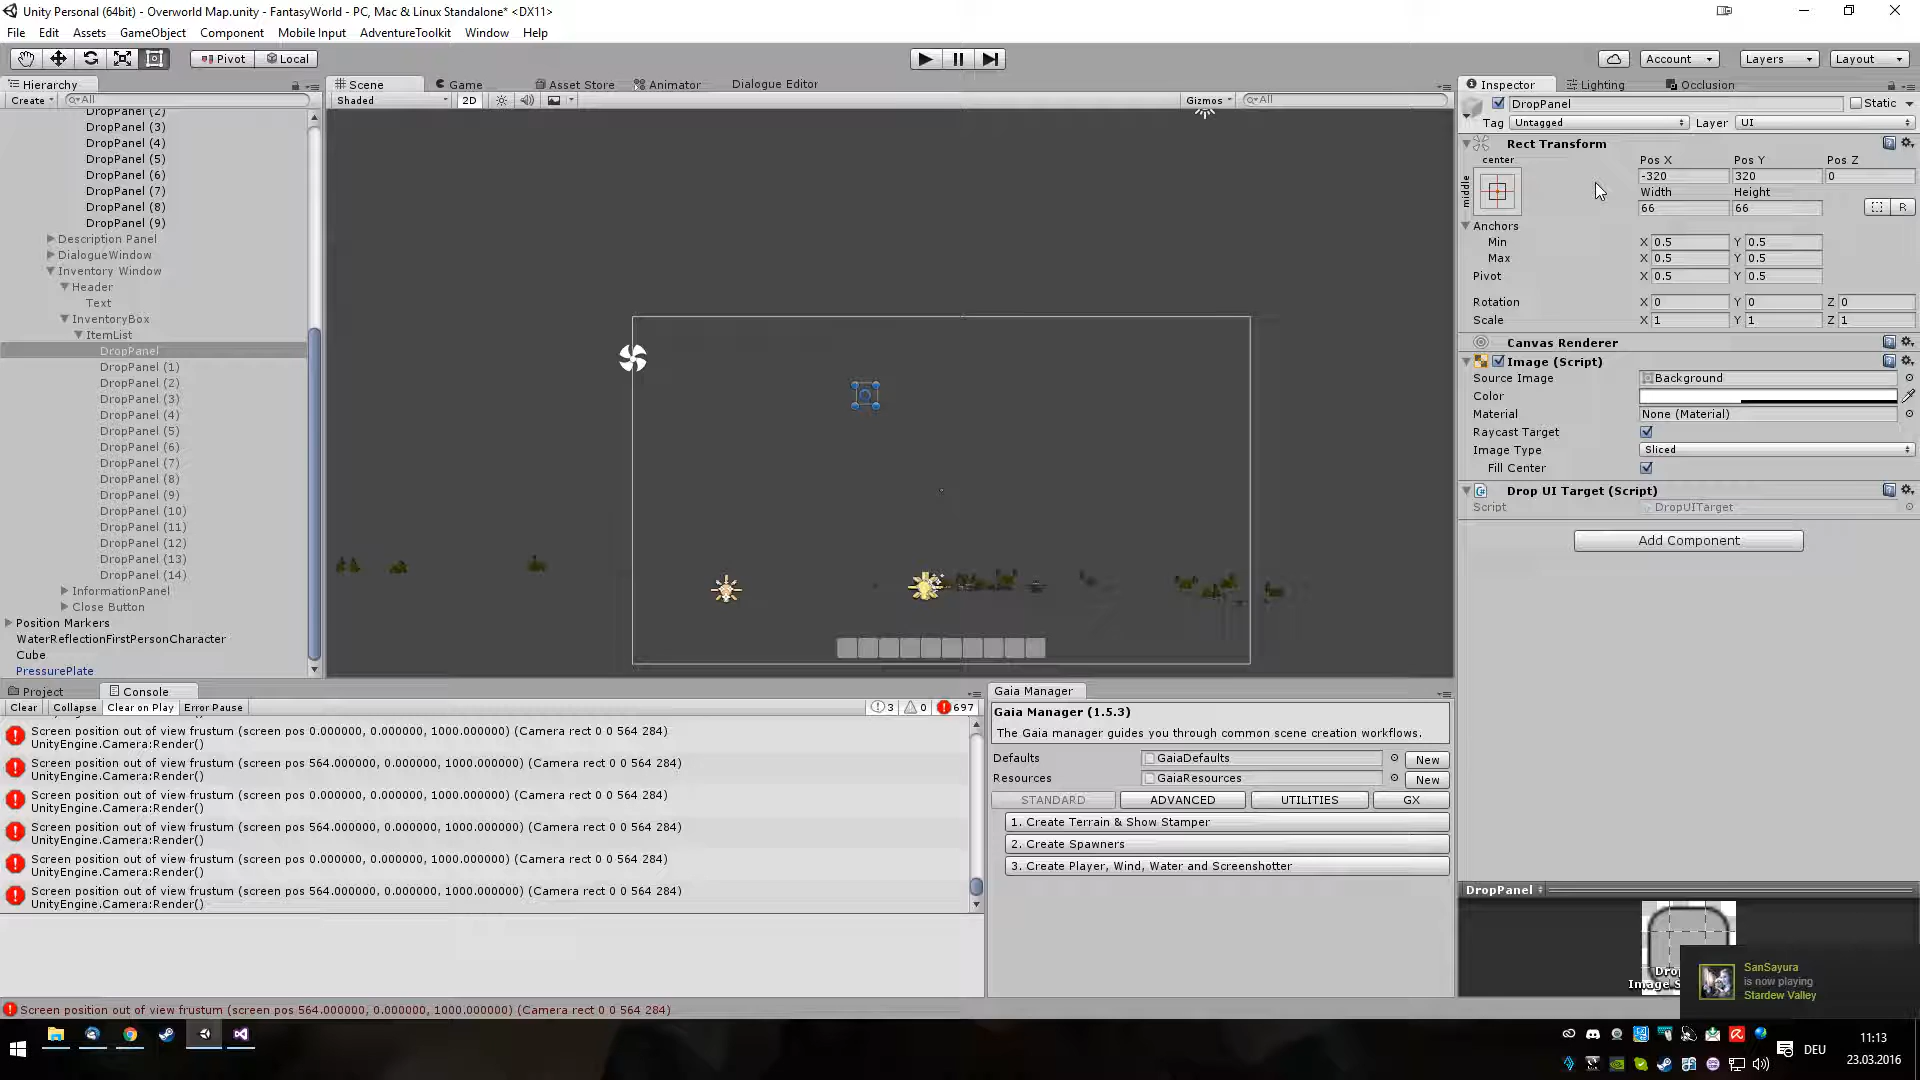 Unity Personal (64bit) - Overworld Map.unity - FantasyWorld - PC, Mac & Linux Standalone* <DX11>
File Edit Assets GameObject Component Mobile Input AdventureToolkit Window Help
Pivot Local Account Layers Layout
Hierarchy
Create All
DropPanel (2)
DropPanel (3)
DropPanel (4)
DropPanel (5)
DropPanel (6)
DropPanel (7)
DropPanel (8)
DropPanel (9)
Description Panel
DialogueWindow
Inventory Window
Header
Text
InventoryBox
ItemList
DropPanel
DropPanel (1)
DropPanel (2)
DropPanel (3)
DropPanel (4)
DropPanel (5)
DropPanel (6)
DropPanel (7)
DropPanel (8)
DropPanel (9)
DropPanel (10)
DropPanel (11)
DropPanel (12)
DropPanel (13)
DropPanel (14)
InformationPanel
Close Button
Position Markers
WaterReflectionFirstPersonCharacter
Cube
PressurePlate
Scene Game Asset Store Animator Dialogue Editor
Shaded 2D Gizmos All
Inspector Lighting Occlusion
DropPanel Static
Tag Untagged Layer UI
Rect Transform
center Pos X Pos Y Pos Z
middle -320 320 0
Width Height
66 66 R
Anchors
Min X 0.5 Y 0.5
Max X 0.5 Y 0.5
Pivot X 0.5 Y 0.5
Rotation X 0 Y 0 Z 0
Scale X 1 Y 1 Z 1
Canvas Renderer
Image (Script)
Source Image Background
Color
Material None (Material)
Raycast Target
Image Type Sliced
Fill Center
Drop UI Target (Script)
Script DropUITarget
Add Component
Project Console
Clear Collapse Clear on Play Error Pause 3 0 697
Screen position out of view frustum (screen pos 0.000000, 0.000000, 1000.000000) (Camera rect 0 0 564 284)
UnityEngine.Camera:Render()
Screen position out of view frustum (screen pos 564.000000, 0.000000, 1000.000000) (Camera rect 0 0 564 284)
UnityEngine.Camera:Render()
Screen position out of view frustum (screen pos 0.000000, 0.000000, 1000.000000) (Camera rect 0 0 564 284)
UnityEngine.Camera:Render()
Screen position out of view frustum (screen pos 564.000000, 0.000000, 1000.000000) (Camera rect 0 0 564 284)
UnityEngine.Camera:Render()
Screen position out of view frustum (screen pos 0.000000, 0.000000, 1000.000000) (Camera rect 0 0 564 284)
UnityEngine.Camera:Render()
Screen position out of view frustum (screen pos 564.000000, 0.000000, 1000.000000) (Camera rect 0 0 564 284)
UnityEngine.Camera:Render()
Screen position out of view frustum (screen pos 564.000000, 0.000000, 1000.000000) (Camera rect 0 0 564 284)
Gaia Manager
Gaia Manager (1.5.3)
The Gaia manager guides you through common scene creation workflows.
Defaults GaiaDefaults New
Resources GaiaResources New
STANDARD ADVANCED UTILITIES GX
1. Create Terrain & Show Stamper
2. Create Spawners
3. Create Player, Wind, Water and Screenshotter
DropPanel
Dro
Image S
SanSayura
is now playing
Stardew Valley
DEU
11:13
23.03.2016